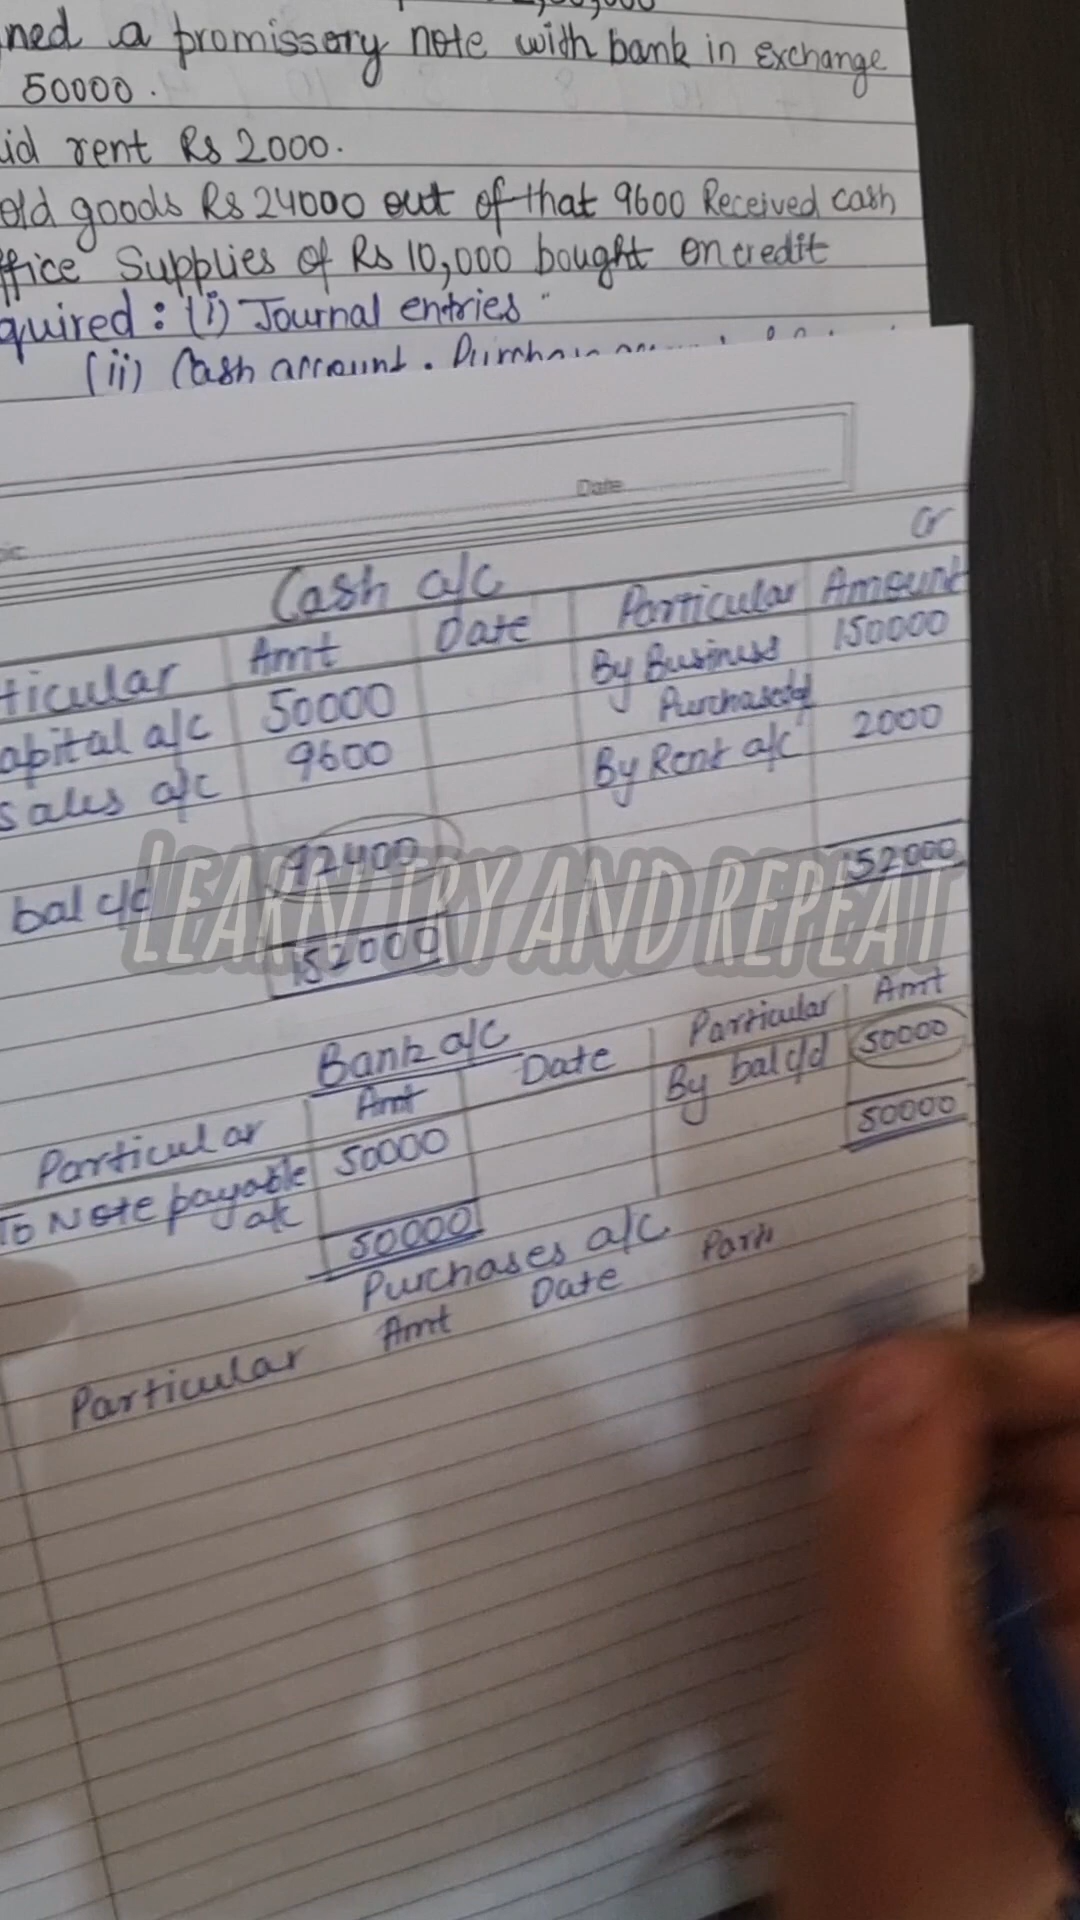 ned a promissory note with bank in Exchange
50000.
id rent Rs 2000.
old goods Rs 24000 out of that 9600 Received cash
ffice Supplies of Rs 10,000 bought on credit
quired : (i) Journal entries
(ii) Cash account.
Date
Cr
Cash a/c
ticular Amt Date Particular Amount
apital a/c 50000 By Business Purchased 150000
sales a/c 9600 By Rent a/c 2000
bal c/d 92400 152000
152000
LEARN TRY AND REPEAT
Bank a/c
Particular Amt Date Particular Amt
To Note payable a/c 50000 By bal c/d 50000
50000 50000
Purchases a/c
Particular Amt Date Parti